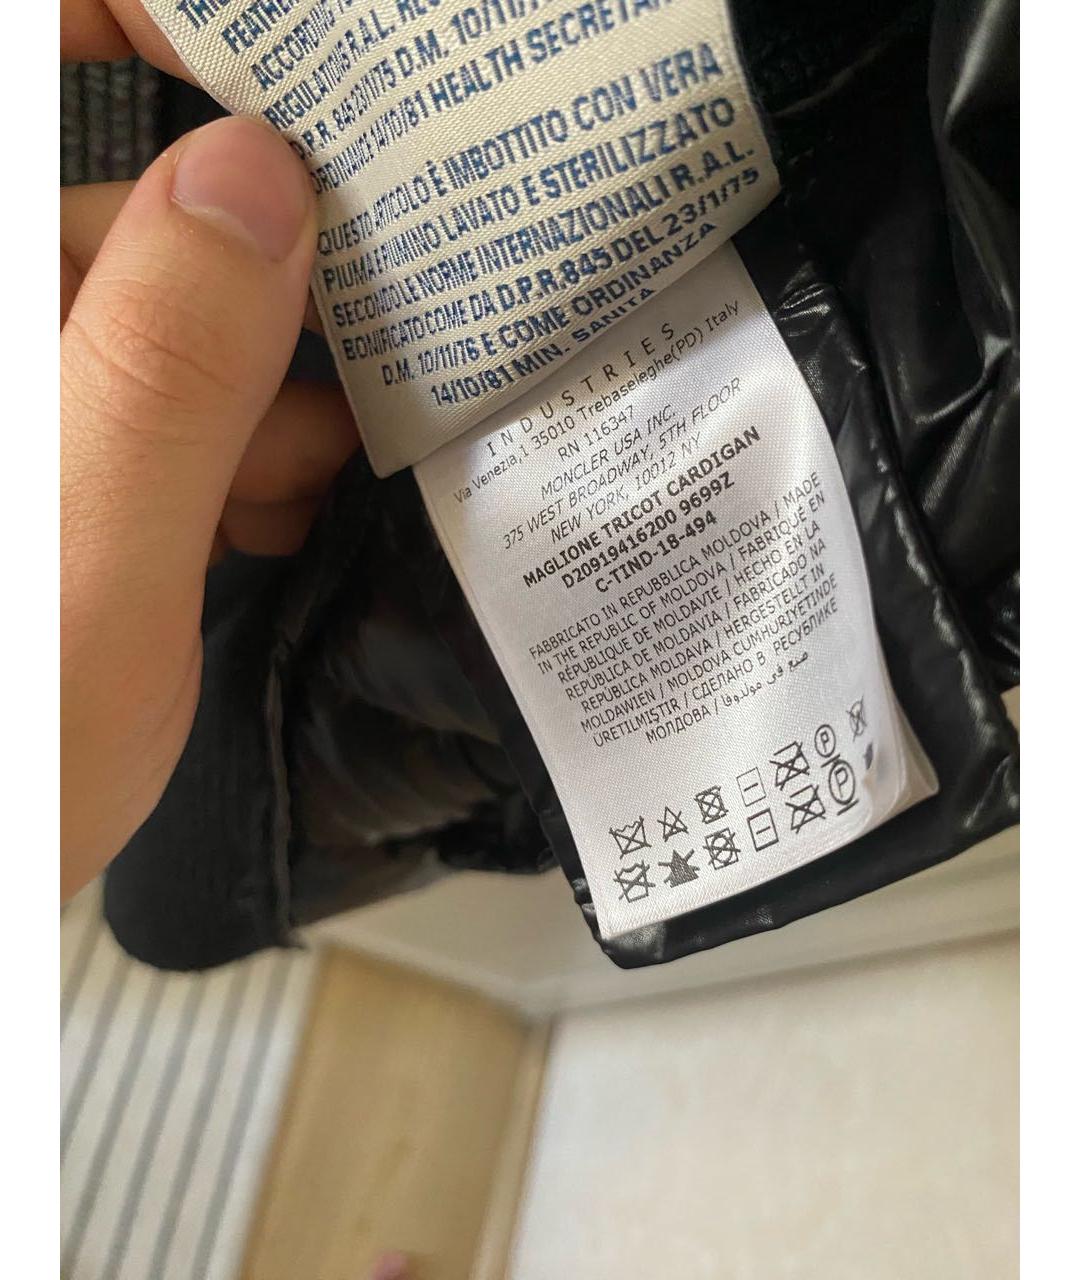 FEATHER
ACCORDING
REGULATIONS R.A.L. REG
D.P.R. 845 23/1/75 D.M. 10/11/7
ORDINANCE 14/10/81 HEALTH SECRETAR
QUESTO ARTICOLO È IMBOTTITO CON VERA
PIUMA E PIUMINO LAVATO E STERILIZZATO
SECONDO LE NORME INTERNAZIONALI R.A.L.
BONIFICATO COME DA D.P.R. 845 DEL 23/1/75
D.M. 10/11/76 E COME ORDINANZA
14/10/81 MIN. SANITA
INDUSTRIES
Via Venezia,1 35010 Trebaseleghe(PD) Italy
RN 116347
MONCLER USA INC.
375 WEST BROADWAY, 5TH FLOOR
NEW YORK, 10012 NY
MAGLIONE TRICOT CARDIGAN
D20919416200 9699Z
C-TIND-18-494
FABBRICATO IN REPUBBLICA MOLDOVA / MADE
IN THE REPUBLIC OF MOLDOVA / FABRIQUÉ EN
RÉPUBLIQUE DE MOLDAVIE / HECHO EN LA
REPÚBLICA DE MOLDAVIA / FABRICADO NA
REPÚBLICA MOLDAVA / HERGESTELLT IN
MOLDAWIEN / MOLDOVA CUMHURIYETINDE
ÜRETILMIŞTIR / СДЕЛАНО В РЕСУБЛИКЕ
МОЛДОВА / صنع في مولدوفا